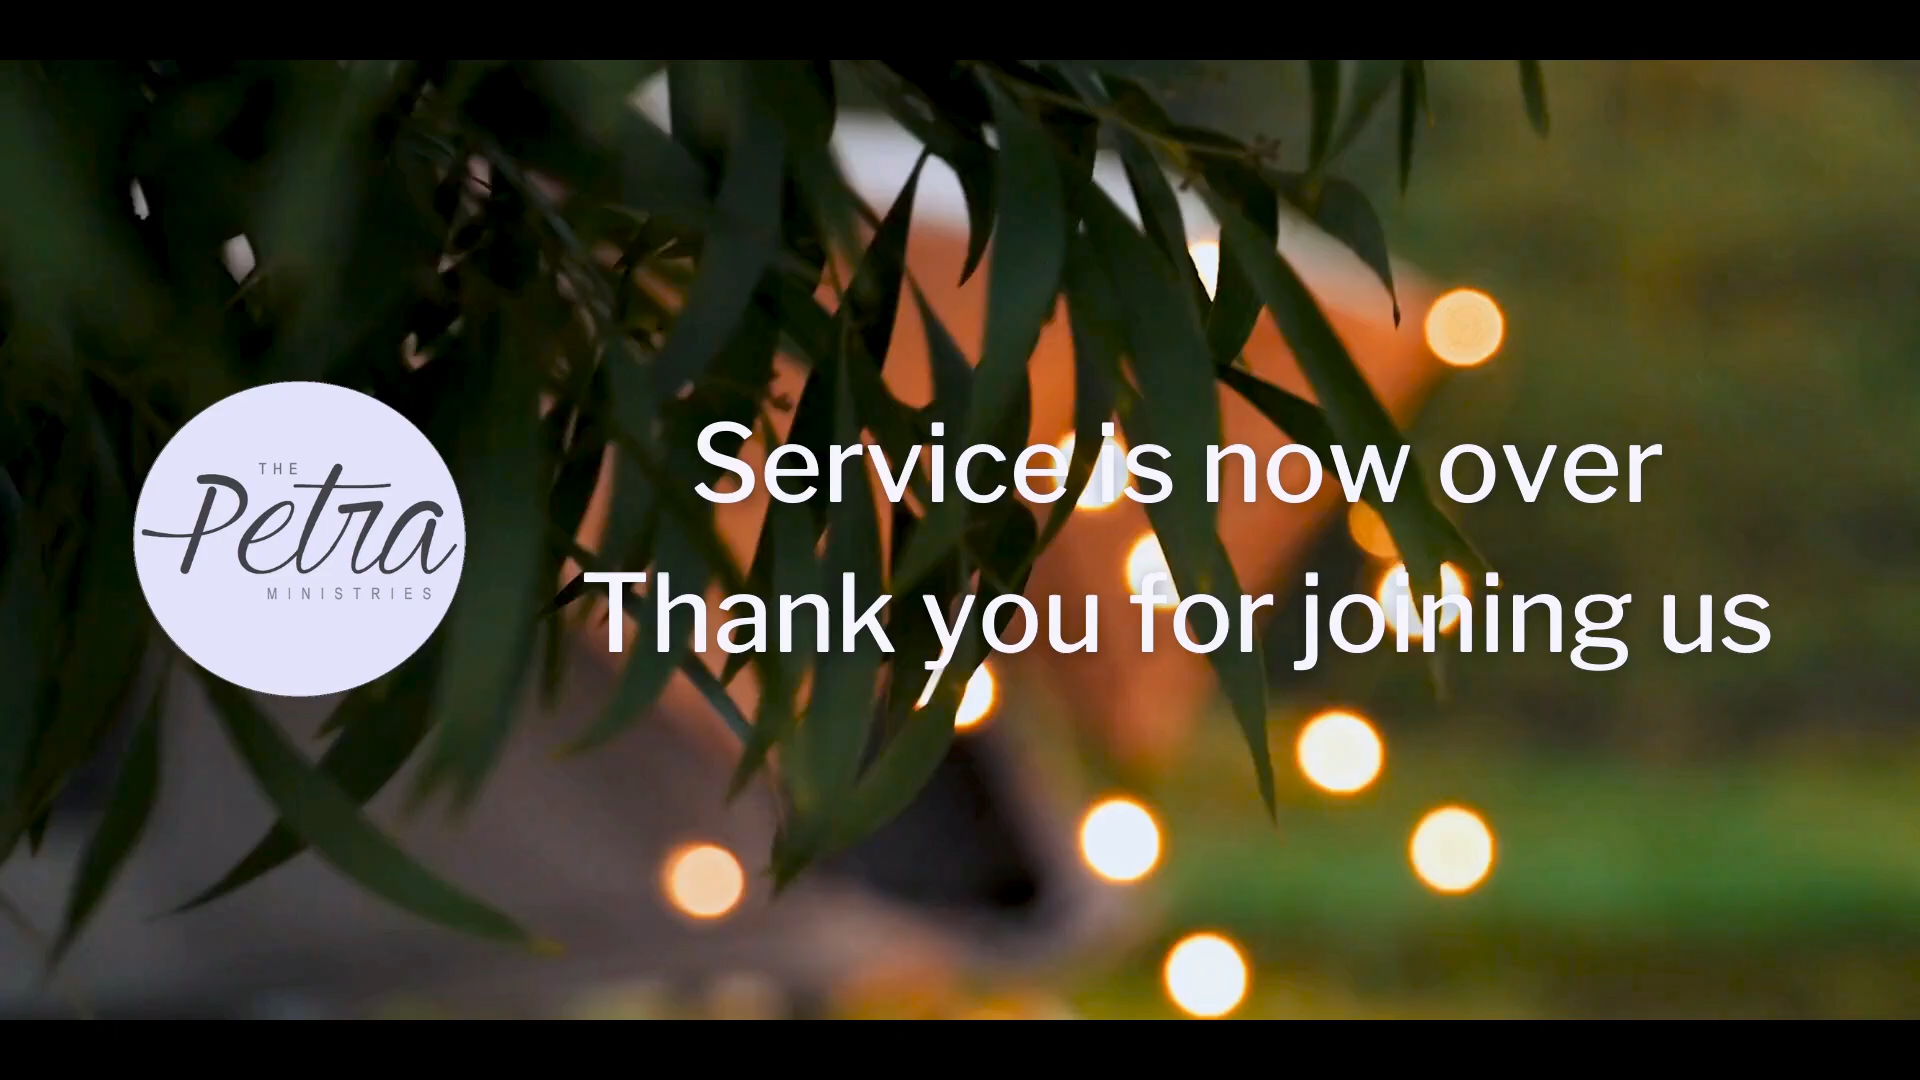 THE
Petra
MINISTRIES
Service is now over
Thank you for joining us